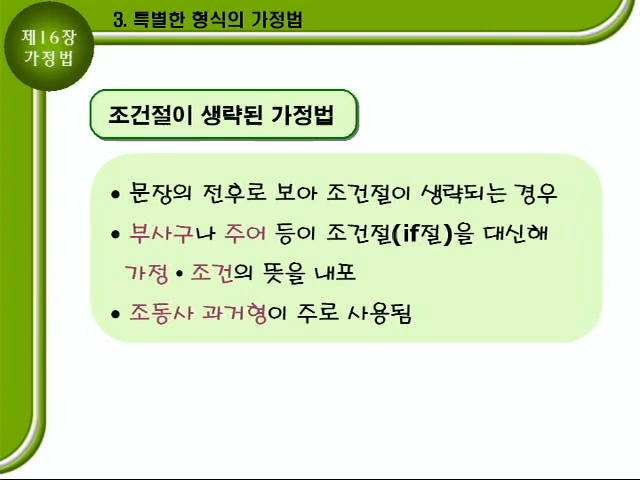 제16장
가정법
3. 특별한 형식의 가정법
조건절이 생략된 가정법
• 문장의 전후로 보아 조건절이 생략되는 경우
• 부사구나 주어 등이 조건절(if절)을 대신해
가정 • 조건의 뜻을 내포
• 조동사 과거형이 주로 사용됨